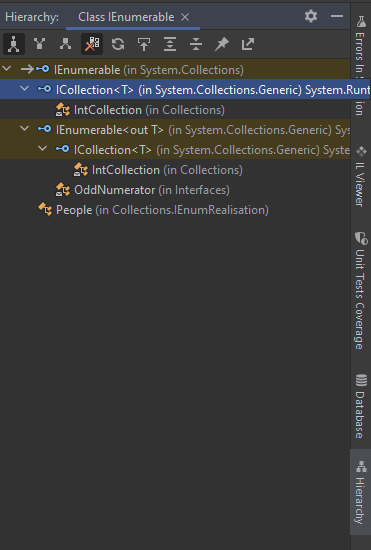 Hierarchy: Class IEnumerable
IEnumerable (in System.Collections)
ICollection<T> (in System.Collections.Generic) System.Runt
IntCollection (in Collections)
IEnumerable<out T> (in System.Collections.Generic) Sys
ICollection<T> (in System.Collections.Generic) Syste
IntCollection (in Collections)
OddNumerator (in Interfaces)
People (in Collections.IEnumRealisation)
Errors In
ion
IL Viewer
Unit Tests Coverage
Database
Hierarchy